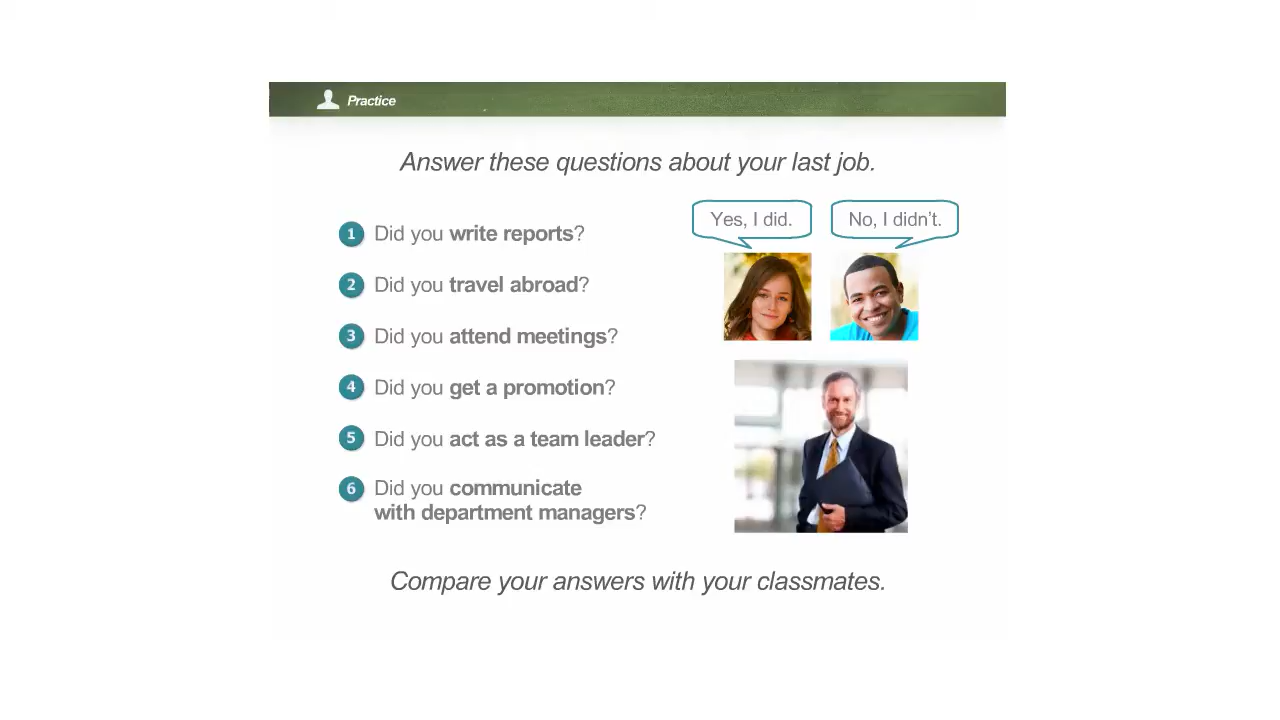 Practice
Answer these questions about your last job.
Yes, I did.
No, I didn't.
1 Did you write reports?
2 Did you travel abroad?
3 Did you attend meetings?
4 Did you get a promotion?
5 Did you act as a team leader?
6 Did you communicate
with department managers?
Compare your answers with your classmates.